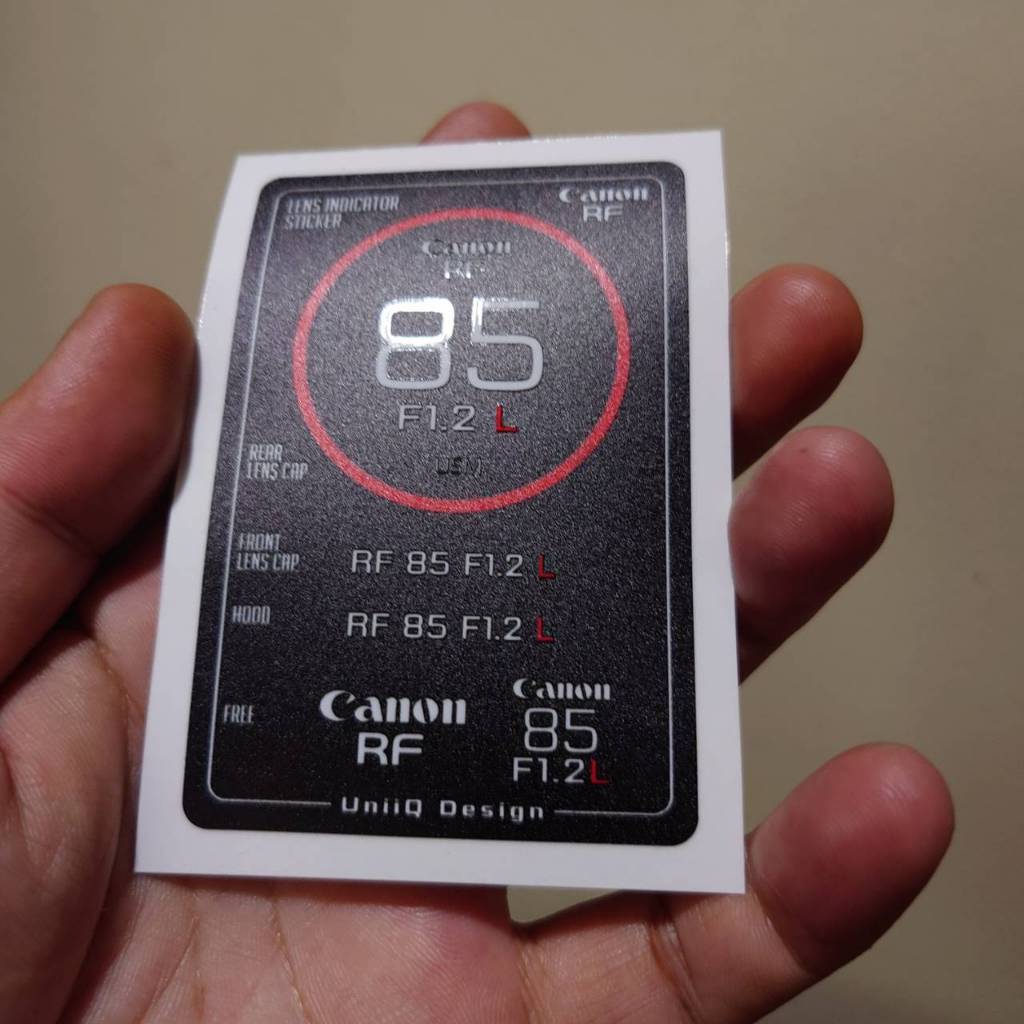 LENS INDICATOR
STICKER
Canon
RF
Canon
RF
85
F1.2 L
USM
REAR
LENS CAP
FRONT
LENS CAP
RF 85 F1.2 L
HOOD
RF 85 F1.2 L
FREE
Canon
RF
Canon
85
F1.2L
UniiQ Design